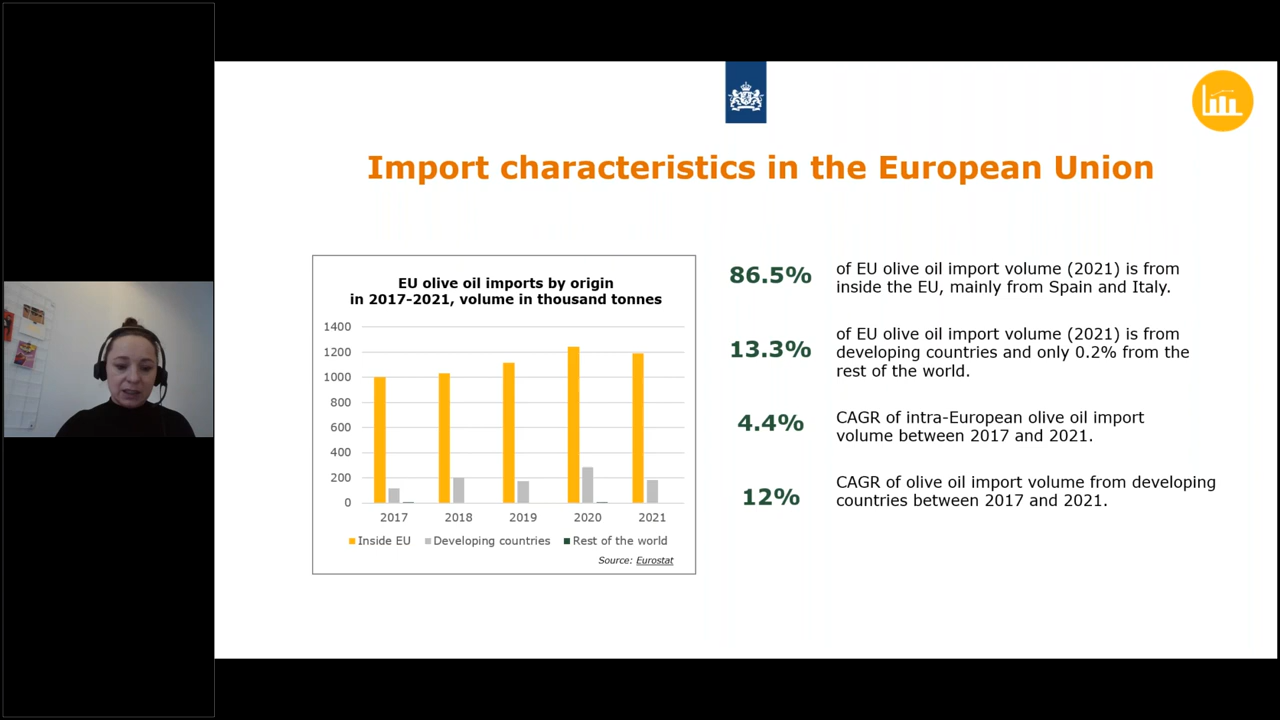 Import characteristics in the European Union
EU olive oil imports by origin
in 2017-2021, volume in thousand tonnes
1400
1200
1000
800
600
400
200
0
2017 2018 2019 2020 2021
Inside EU Developing countries Rest of the world
Source: Eurostat
86.5% of EU olive oil import volume (2021) is from
inside the EU, mainly from Spain and Italy.
13.3% of EU olive oil import volume (2021) is from
developing countries and only 0.2% from the
rest of the world.
4.4% CAGR of intra-European olive oil import
volume between 2017 and 2021.
12% CAGR of olive oil import volume from developing
countries between 2017 and 2021.